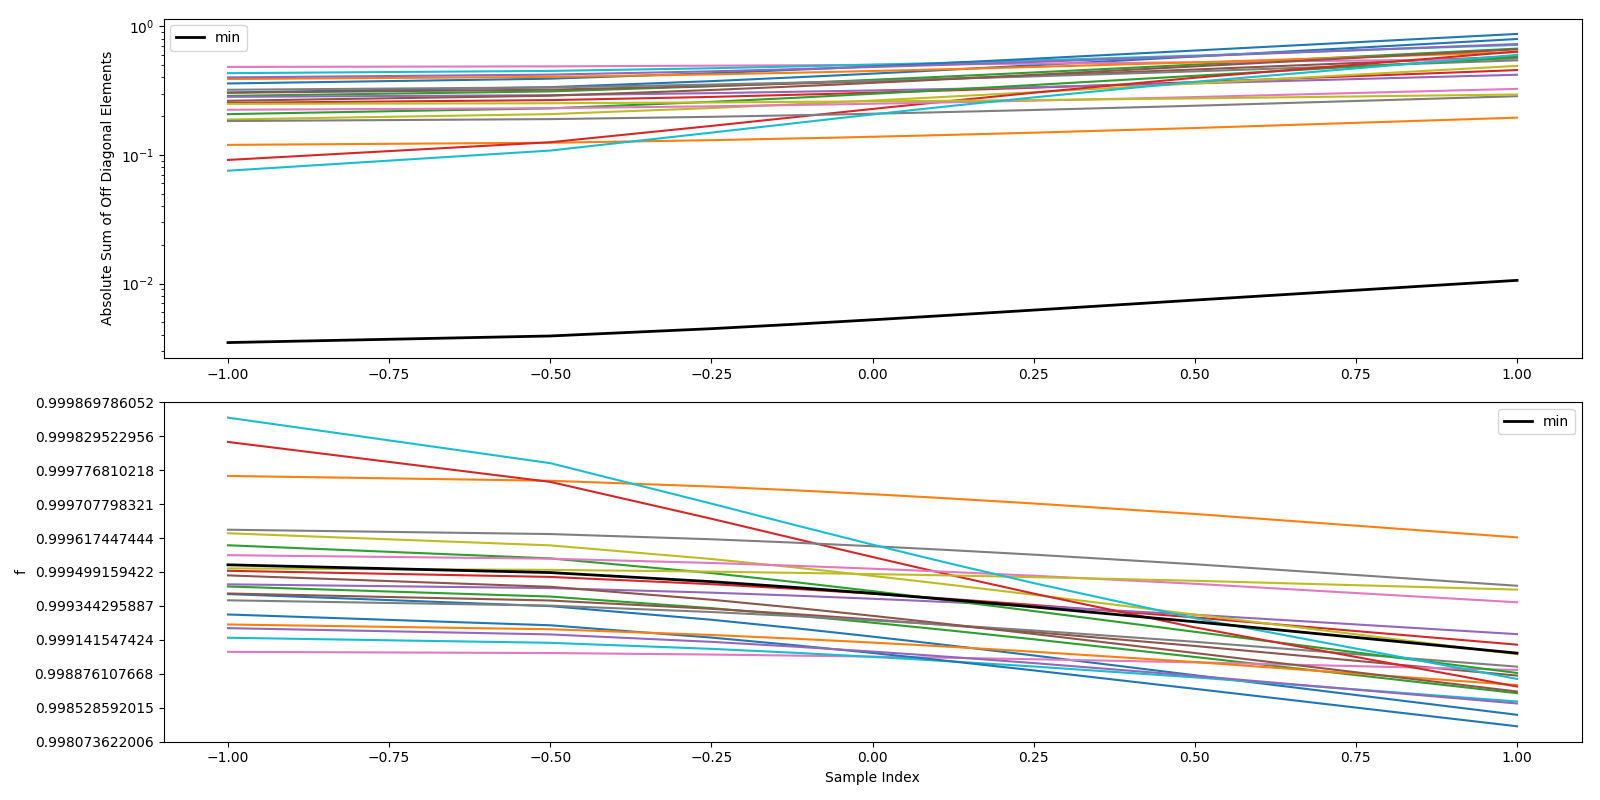 Absolute Sum of Off Diagonal Elements
10⁰
10⁻¹
10⁻²
min
−1.00 −0.75 −0.50 −0.25 0.00 0.25 0.50 0.75 1.00
f
0.999869786052
0.999829522956
0.999776810218
0.999707798321
0.999617447444
0.999499159422
0.999344295887
0.999141547424
0.998876107668
0.998528592015
0.998073622006
min
−1.00 −0.75 −0.50 −0.25 0.00 0.25 0.50 0.75 1.00
Sample Index